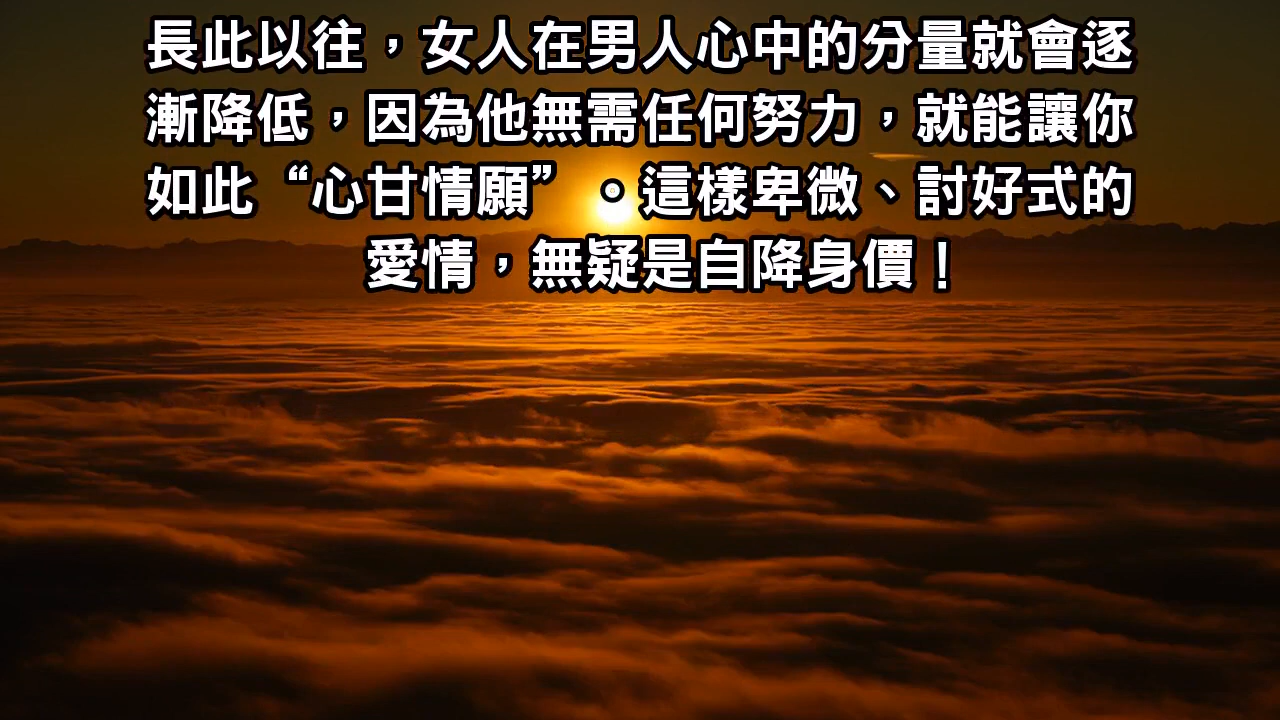 長此以往，女人在男人心中的分量就會逐
漸降低，因為他無需任何努力，就能讓你
如此“心甘情願”。這樣卑微、討好式的
愛情，無疑是自降身價！